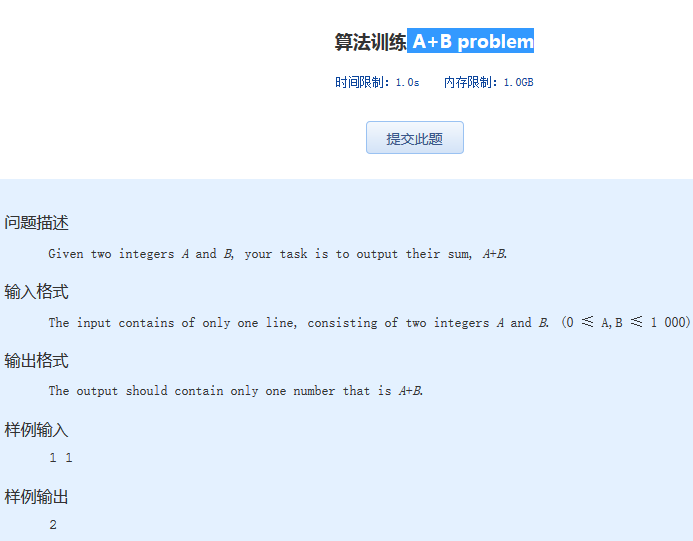 算法训练 A+B problem
时间限制：1.0s 内存限制：1.0GB
提交此题
问题描述
Given two integers A and B, your task is to output their sum, A+B.
输入格式
The input contains of only one line, consisting of two integers A and B. (0 ≤ A,B ≤ 1 000)
输出格式
The output should contain only one number that is A+B.
样例输入
1 1
样例输出
2